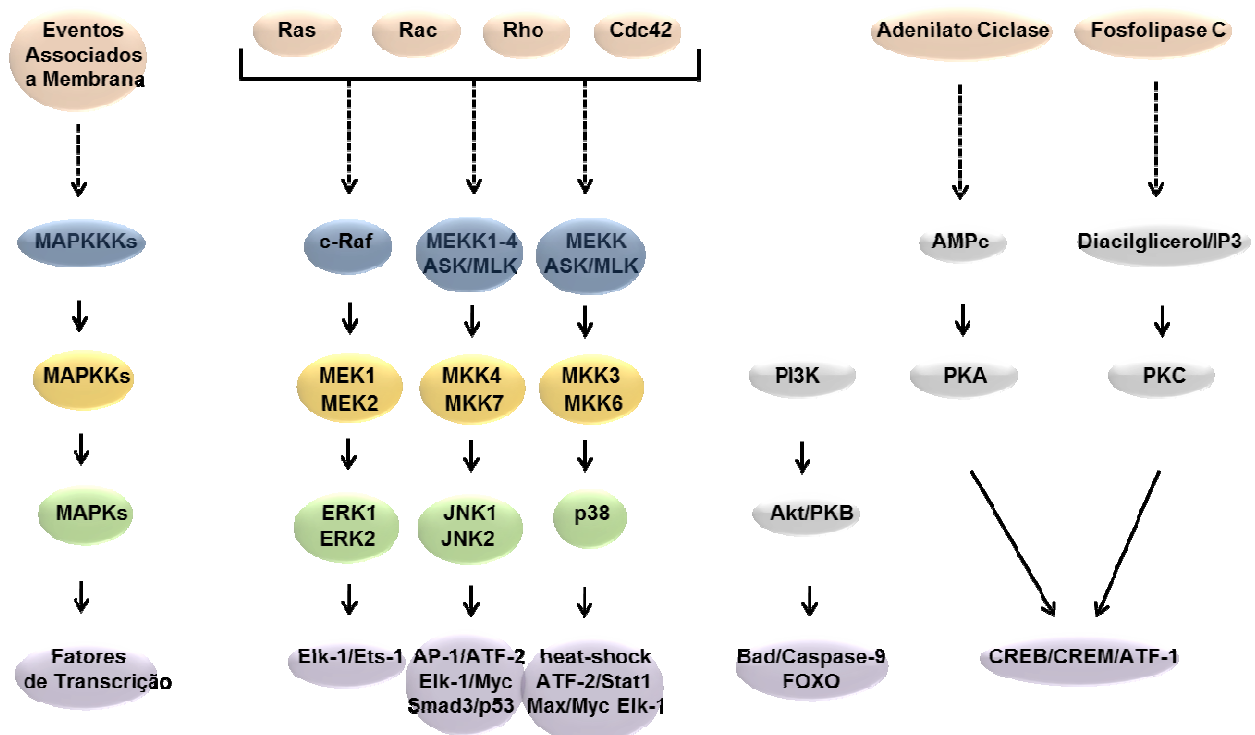 Eventos
Associados
a Membrana
Ras
Rac
Rho
Cdc42
Adenilato Ciclase
Fosfolipase C
MAPKKKs
c-Raf
MEKK1-4
ASK/MLK
MEKK
ASK/MLK
AMPc
Diacilglicerol/IP3
MAPKKs
MEK1
MEK2
MKK4
MKK7
MKK3
MKK6
PI3K
PKA
PKC
MAPKs
ERK1
ERK2
JNK1
JNK2
p38
Akt/PKB
Fatores
de Transcrição
Elk-1/Ets-1
AP-1/ATF-2
Elk-1/Myc
Smad3/p53
heat-shock
ATF-2/Stat1
Max/Myc Elk-1
Bad/Caspase-9
FOXO
CREB/CREM/ATF-1